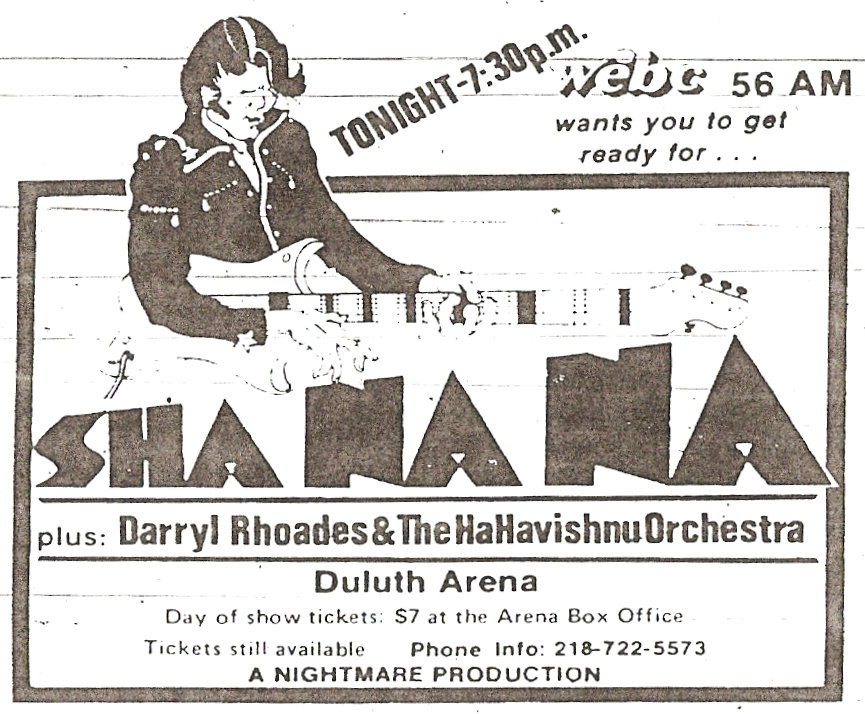 TONIGHT-7:30p.m.
webc 56 AM
wants you to get
ready for . . .
SHA NA NA
plus: Darryl Rhoades & The HaHavishnu Orchestra
Duluth Arena
Day of show tickets: $7 at the Arena Box Office
Tickets still available Phone Info: 218-722-5573
A NIGHTMARE PRODUCTION